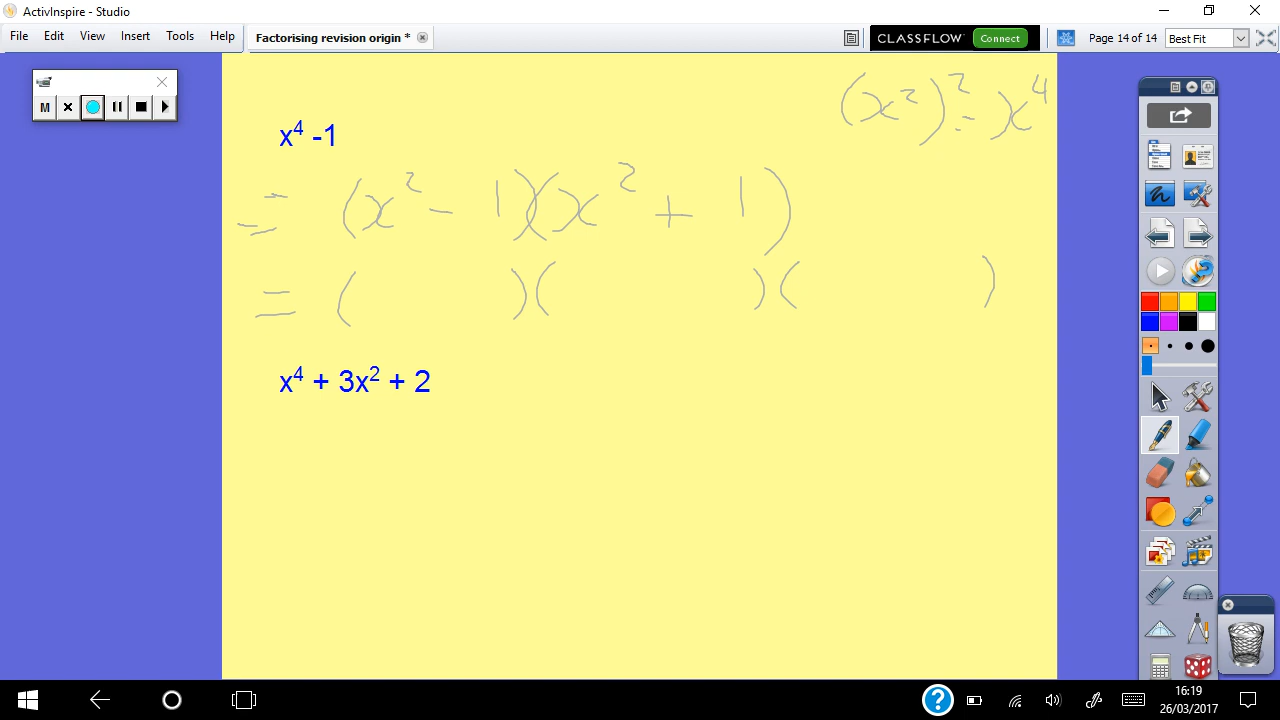 ActivInspire - Studio
File Edit View Insert Tools Help Factorising revision origin * CLASSFLOW Connect Page 14 of 14 Best Fit
M
(x²)² = x⁴
x⁴ -1
= (x² - 1)(x² + 1)
= ( )( )( )
x⁴ + 3x² + 2
16:19
26/03/2017